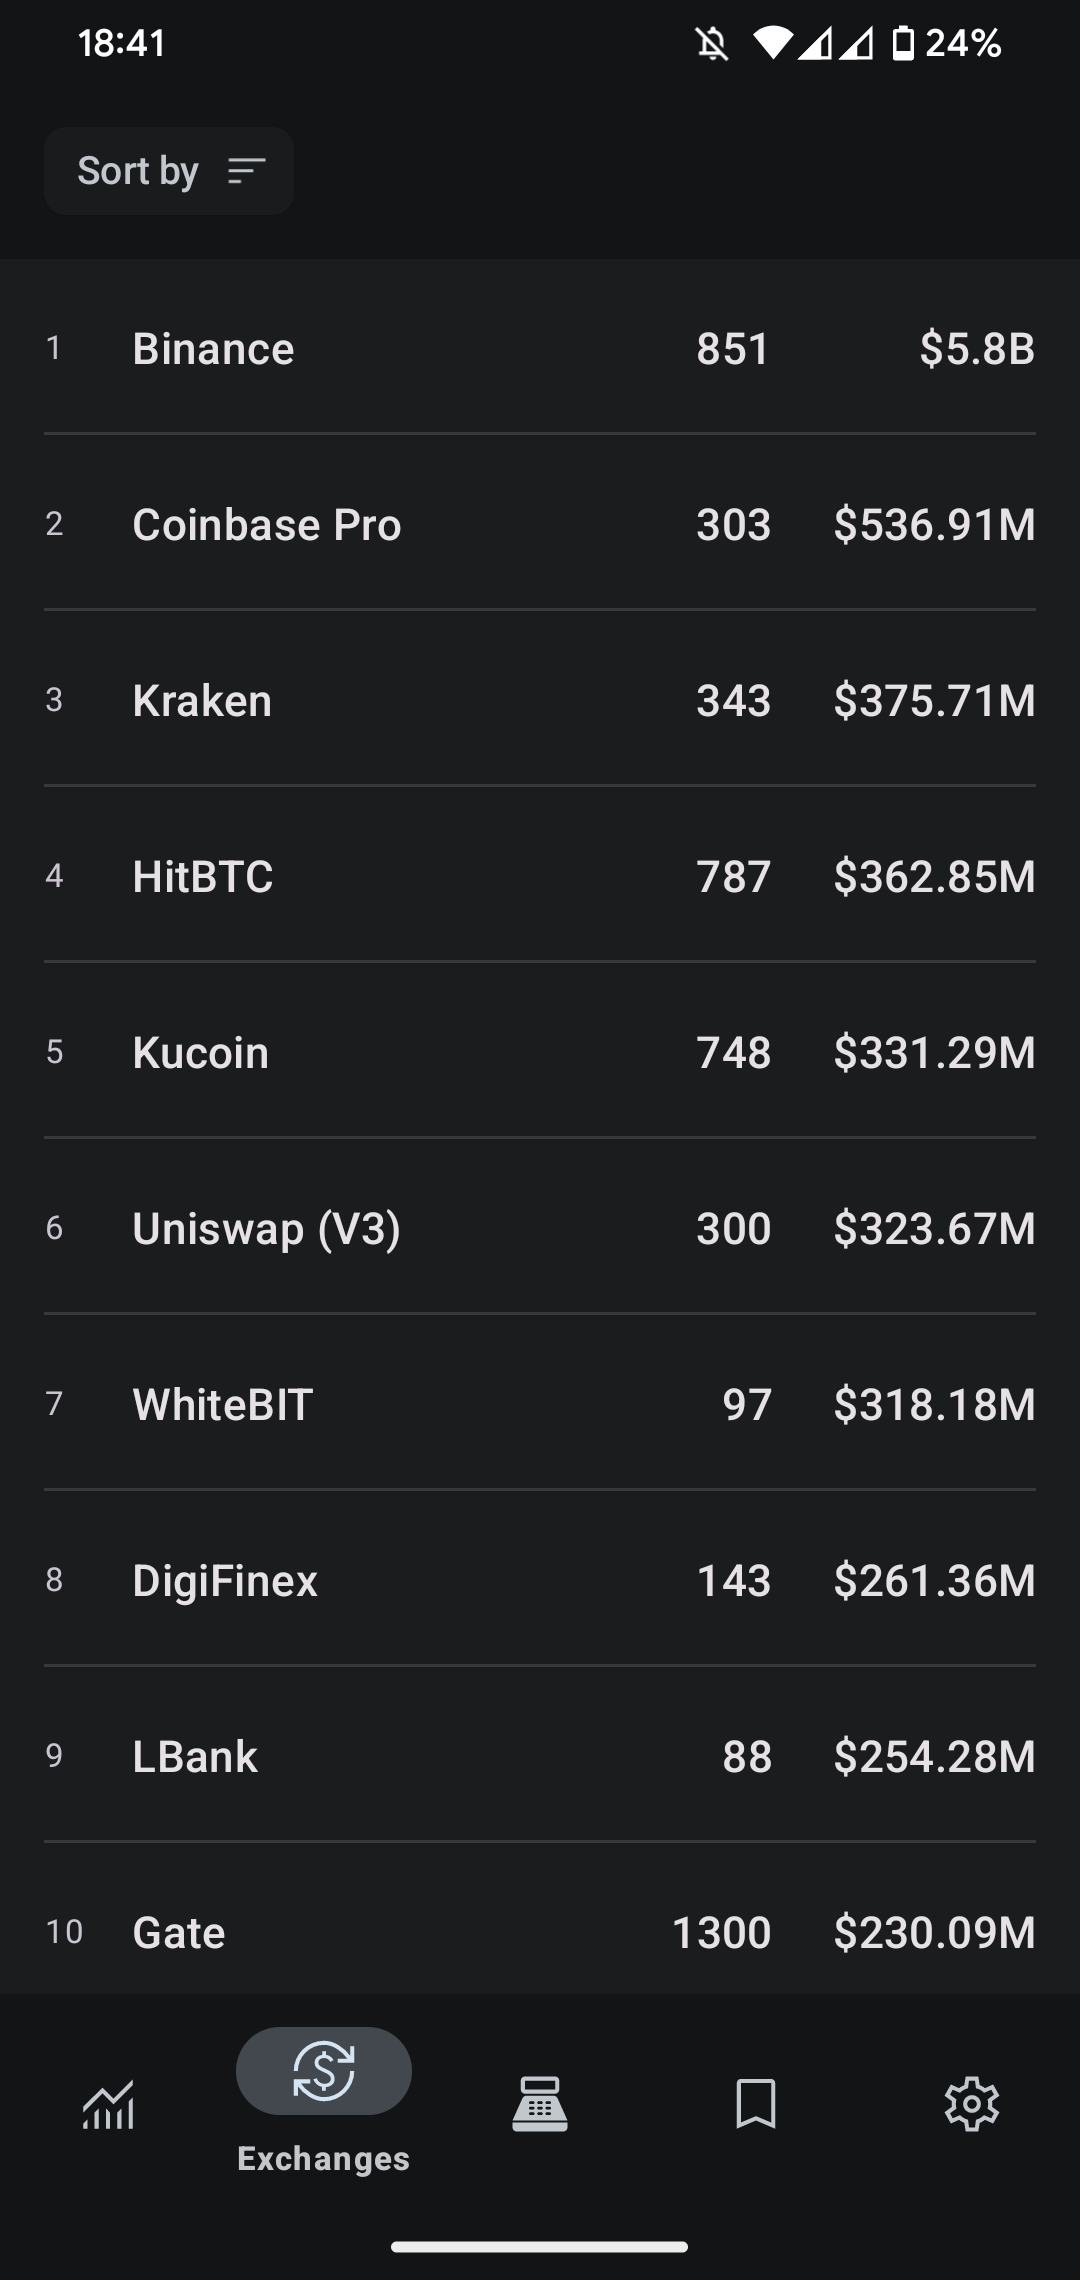 18:41 24%
Sort by
1 Binance 851 $5.8B
2 Coinbase Pro 303 $536.91M
3 Kraken 343 $375.71M
4 HitBTC 787 $362.85M
5 Kucoin 748 $331.29M
6 Uniswap (V3) 300 $323.67M
7 WhiteBIT 97 $318.18M
8 DigiFinex 143 $261.36M
9 LBank 88 $254.28M
10 Gate 1300 $230.09M
Exchanges